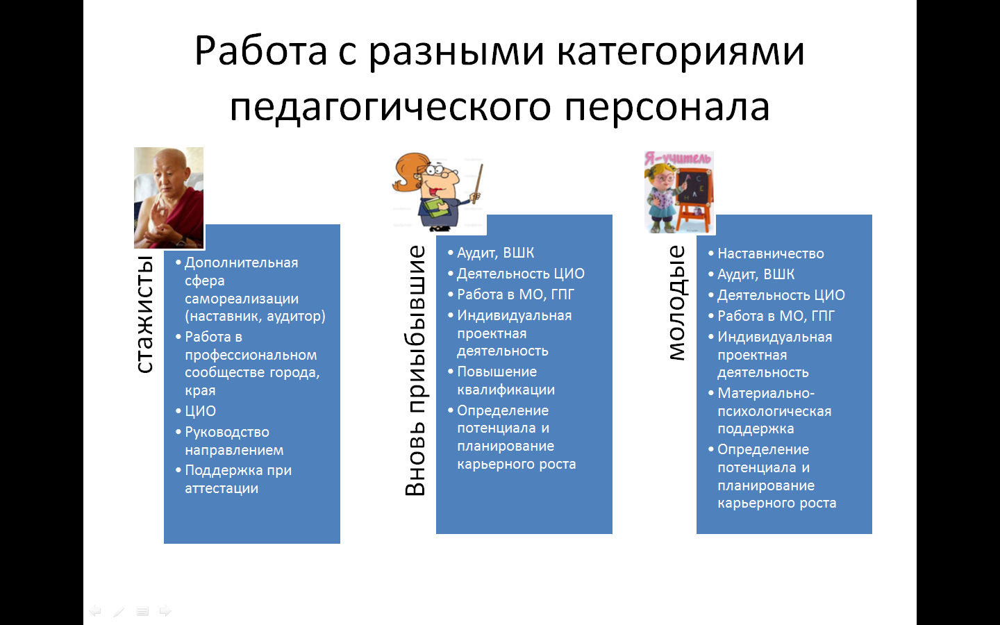 Работа с разными категориями
педагогического персонала
стажисты
• Дополнительная
сфера
самореализации
(наставник, аудитор)
• Работа в
профессиональном
сообществе города,
края
• ЦИО
• Руководство
направлением
• Поддержка при
аттестации
Вновь приыбывшие
• Аудит, ВШК
• Деятельность ЦИО
• Работа в МО, ГПГ
• Индивидуальная
проектная
деятельность
• Повышение
квалификации
• Определение
потенциала и
планирование
карьерного роста
Я-учитель
А С
Е
Н Л
молодые
• Наставничество
• Аудит, ВШК
• Деятельность ЦИО
• Работа в МО, ГПГ
• Индивидуальная
проектная
деятельность
• Материально-
психологическая
поддержка
• Определение
потенциала и
планирование
карьерного роста